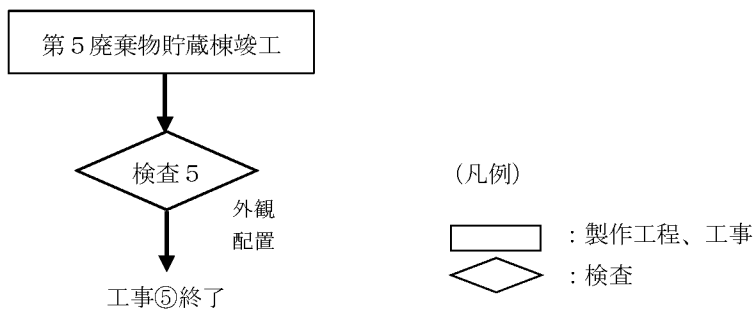 第５廃棄物貯蔵棟竣工
検査５
外観
配置
工事⑤終了
(凡例)
：製作工程、工事
：検査